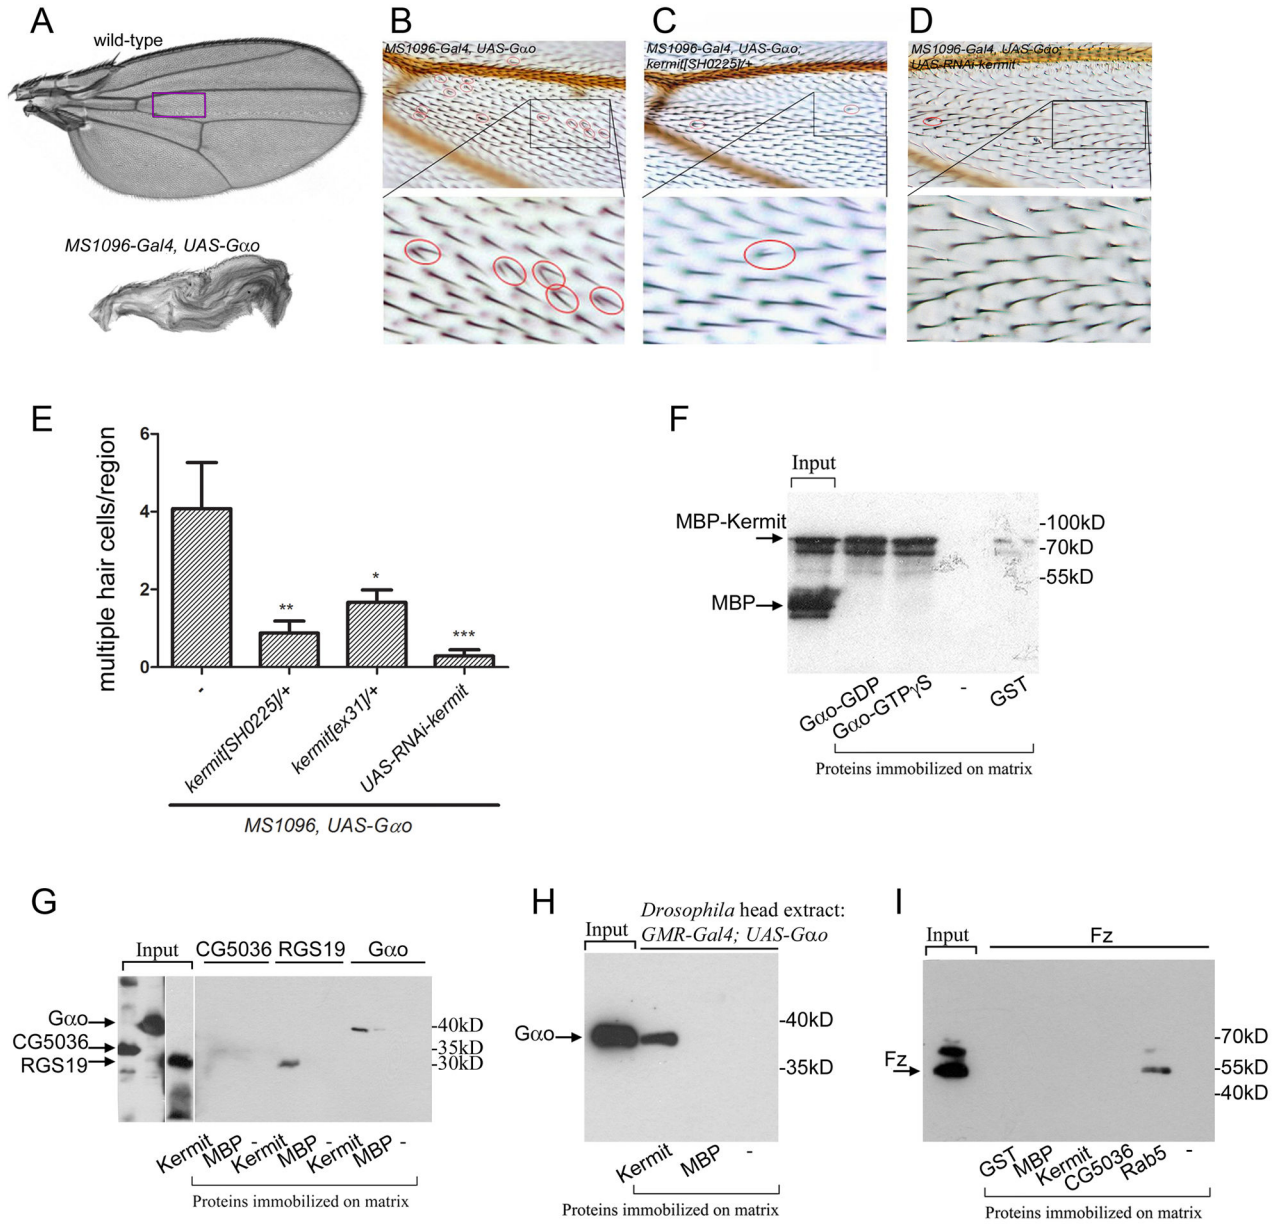 A
wild-type
MS1096-Gal4, UAS-Gαo
B
MS1096-Gal4, UAS-Gαo
C
MS1096-Gal4, UAS-Gαo;
kermit[SH0225]/+
D
MS1096-Gal4, UAS-Gαo;
UAS-RNAi-kermit
E
multiple hair cells/region
6
4
2
0
**
*
***
-
kermit[SH0225]/+
kermit[ex31]/+
UAS-RNAi-kermit
MS1096, UAS-Gαo
F
Input
MBP-Kermit
MBP
-100kD
-70kD
-55kD
Gαo-GDP
Gαo-GTPγS
-
GST
Proteins immobilized on matrix
G
Input
CG5036
RGS19
Gαo
Gαo
CG5036
RGS19
-40kD
-35kD
-30kD
Kermit
MBP
-
Kermit
MBP
-
Kermit
MBP
-
Proteins immobilized on matrix
H
Drosophila head extract:
Input
GMR-Gal4; UAS-Gαo
Gαo
-40kD
-35kD
Kermit
MBP
-
Proteins immobilized on matrix
I
Input
Fz
Fz
-70kD
-55kD
-40kD
GST
MBP
Kermit
CG5036
Rab5
-
Proteins immobilized on matrix